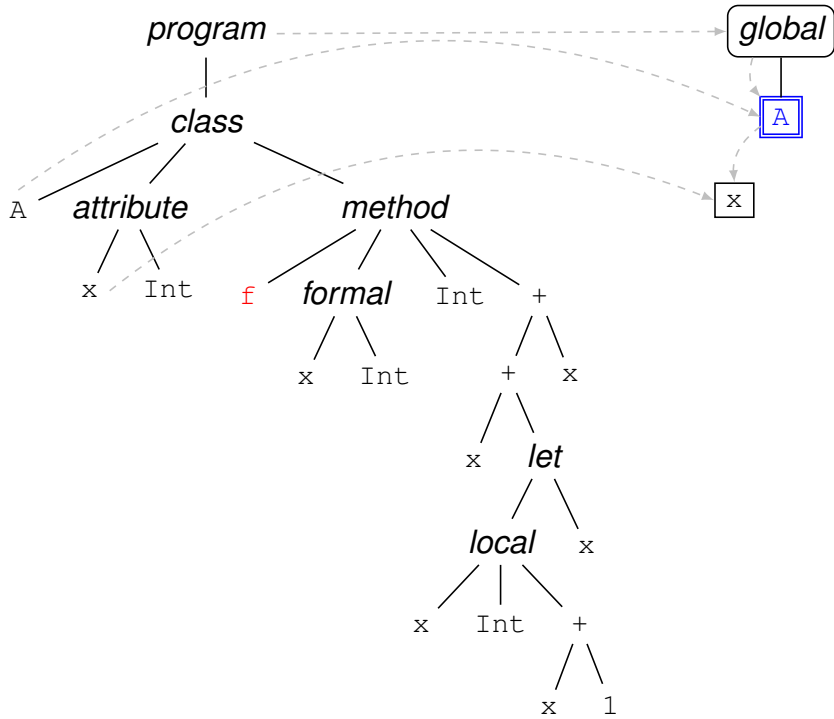 program global
class A
A attribute method x
x Int f formal Int +
x Int + x
x let
local x
x Int +
x 1